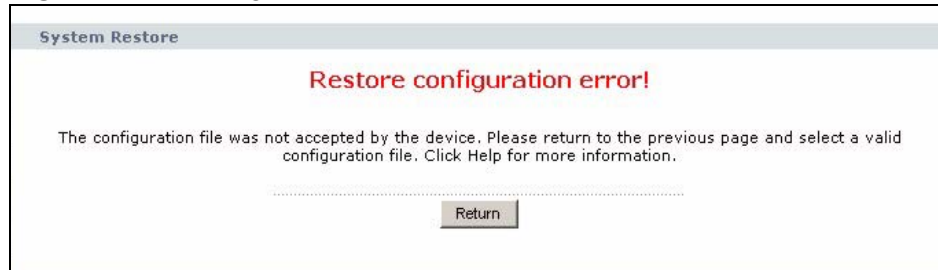 System Restore
Restore configuration error!
The configuration file was not accepted by the device. Please return to the previous page and select a valid
configuration file. Click Help for more information.
Return